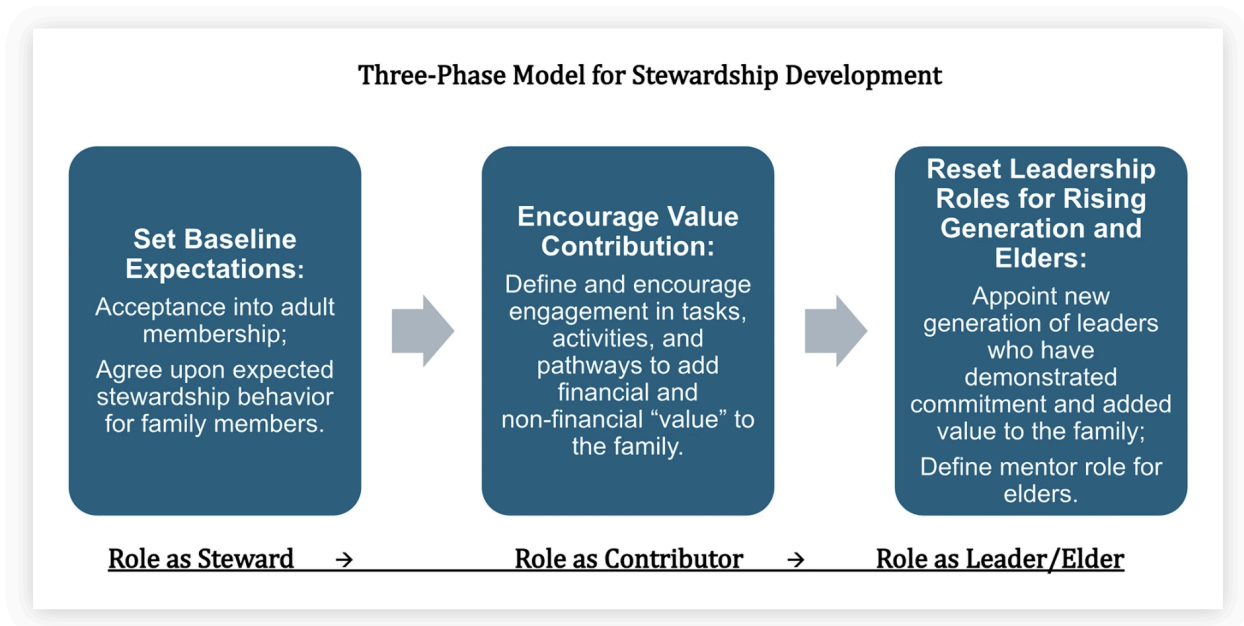 Three-Phase Model for Stewardship Development
Set Baseline
Expectations:
Acceptance into adult
membership;
Agree upon expected
stewardship behavior
for family members.
Encourage Value
Contribution:
Define and encourage
engagement in tasks,
activities, and
pathways to add
financial and
non-financial “value” to
the family.
Reset Leadership
Roles for Rising
Generation and
Elders:
Appoint new
generation of leaders
who have
demonstrated
commitment and added
value to the family;
Define mentor role for
elders.
Role as Steward → Role as Contributor → Role as Leader/Elder